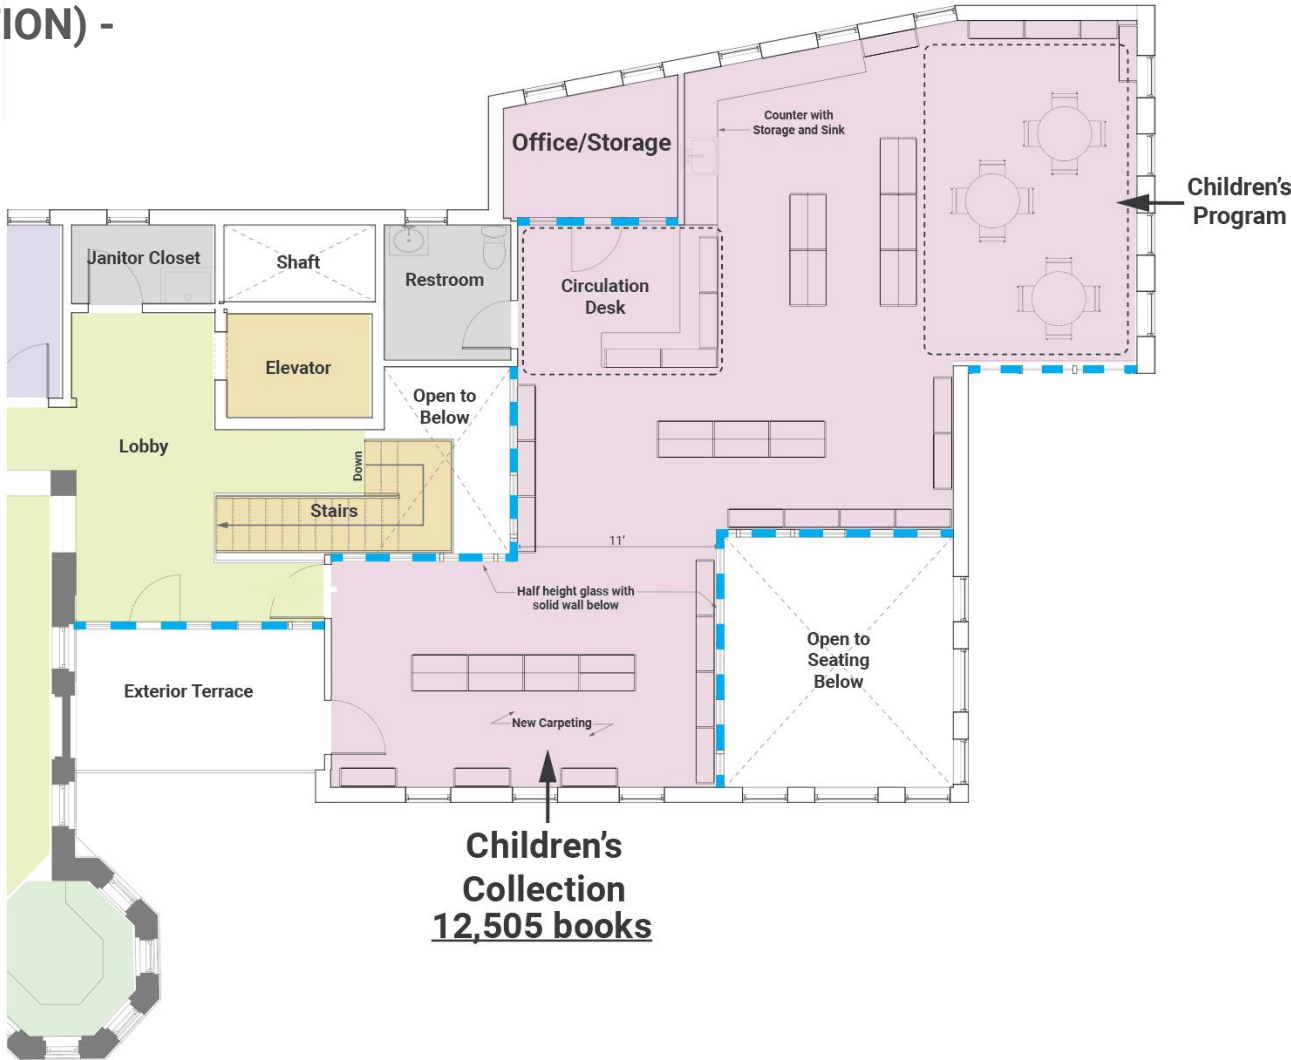 TION) -
Office/Storage
Counter with
Storage and Sink
Children's
Program
Janitor Closet
Shaft
Restroom
Circulation
Desk
Elevator
Open to
Below
Lobby
Down
Stairs
11'
Half height glass with
solid wall below
Open to
Seating
Below
Exterior Terrace
New Carpeting
Children's
Collection
12,505 books